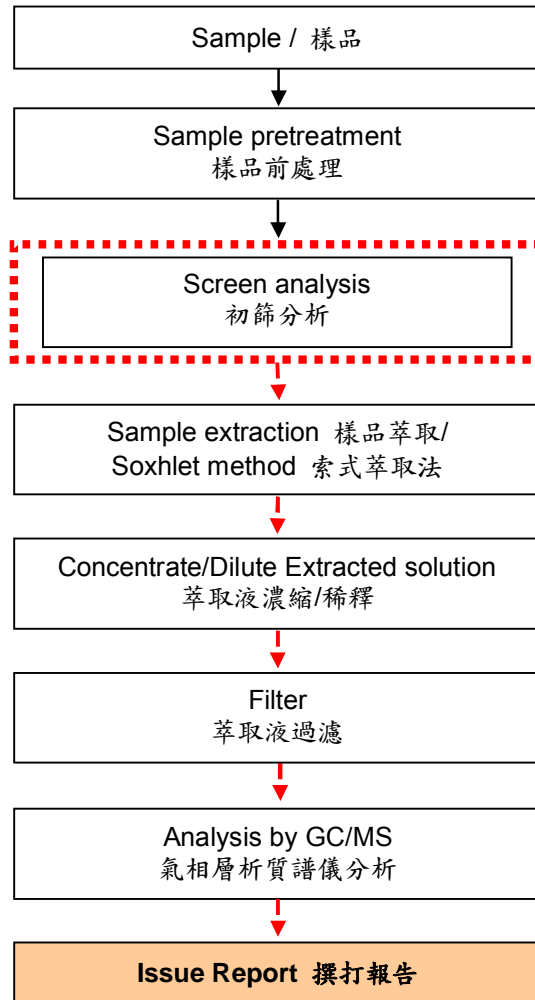 Sample / 樣品
Sample pretreatment
樣品前處理
Screen analysis
初篩分析
Sample extraction 樣品萃取/
Soxhlet method 索式萃取法
Concentrate/Dilute Extracted solution
萃取液濃縮/稀釋
Filter
萃取液過濾
Analysis by GC/MS
氣相層析質譜儀分析
Issue Report 撰打報告